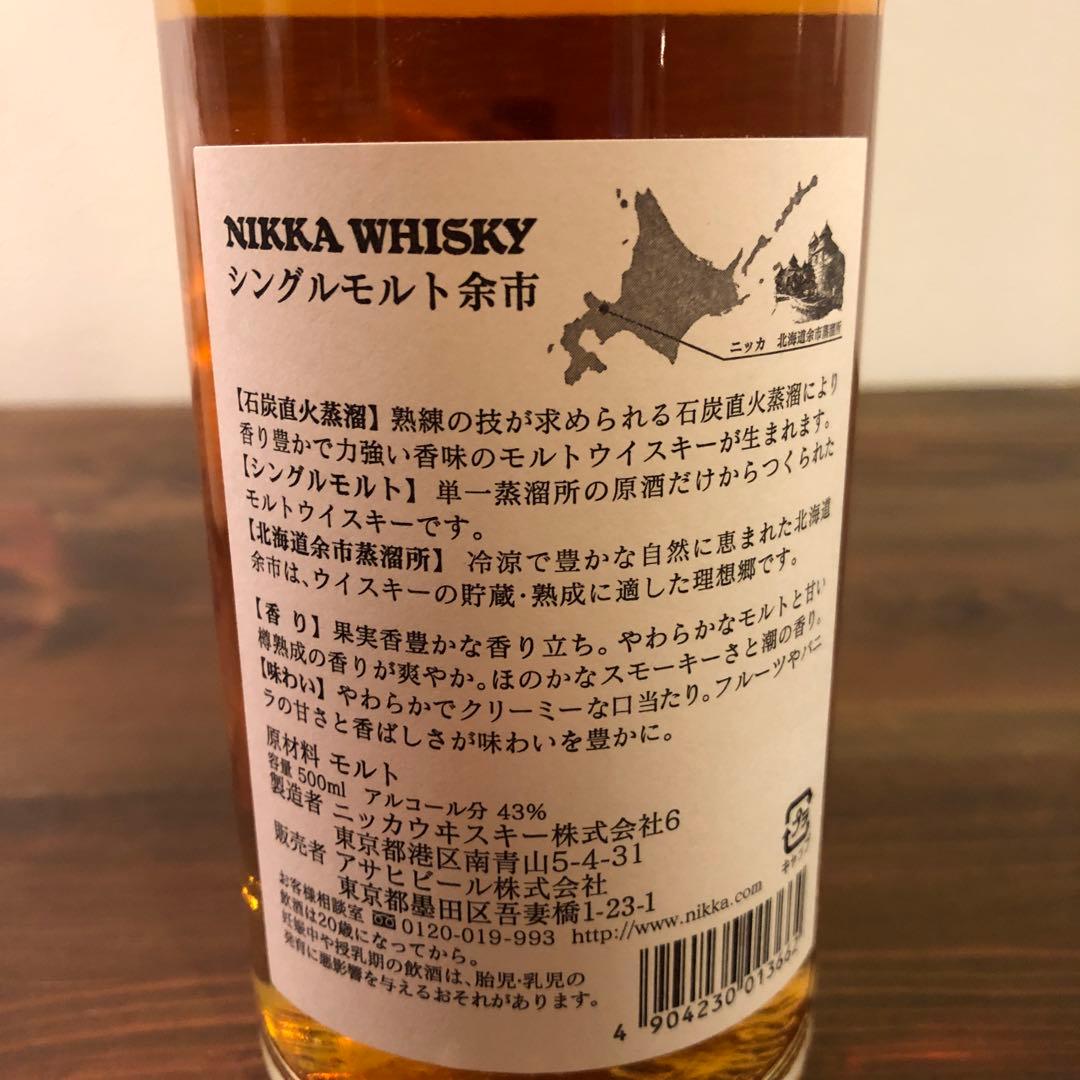 NIKKA WHISKY
シングルモルト余市
ニッカ 北海道余市蒸溜所
【石炭直火蒸溜】熟練の技が求められる石炭直火蒸溜により
香り豊かで力強い香味のモルトウイスキーが生まれます。
【シングルモルト】単一蒸溜所の原酒だけからつくられた
モルトウイスキーです。
【北海道余市蒸溜所】 冷涼で豊かな自然に恵まれた北海道
余市は、ウイスキーの貯蔵・熟成に適した理想郷です。
【香り】果実香豊かな香り立ち。やわらかなモルトと甘い
樽熟成の香りが爽やか。ほのかなスモーキーさと潮の香り。
【味わい】やわらかでクリーミーな口当たり。フルーツやバニ
ラの甘さと香ばしさが味わいを豊かに。
原材料 モルト
容量 500ml アルコール分 43%
製造者 ニッカウヰスキー株式会社6
東京都港区南青山5-4-31
販売者 アサヒビール株式会社
東京都墨田区吾妻橋1-23-1
お客様相談室 0120-019-993 http://www.nikka.com
飲酒は20歳になってから。
妊娠中や授乳期の飲酒は、胎児・乳児の
発育に悪影響を与えるおそれがあります。
キャップ
4 904230 01366